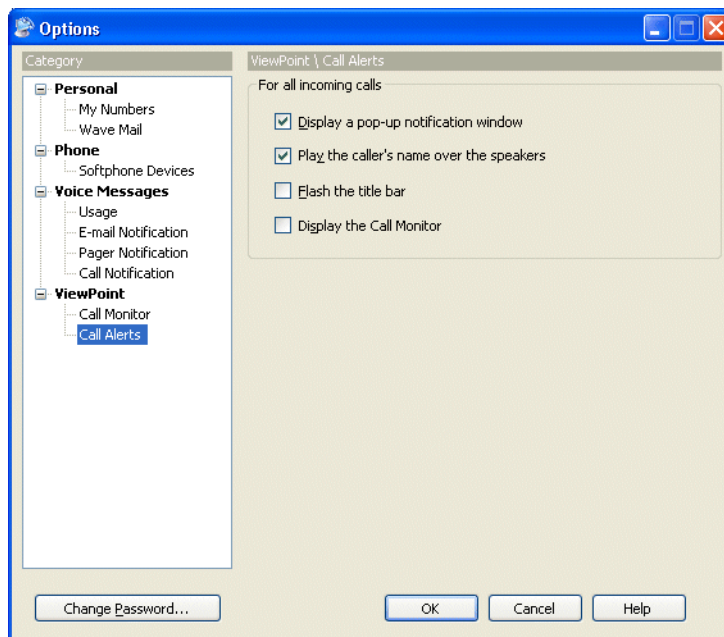 Options
Category
Personal
My Numbers
Wave Mail
Phone
Softphone Devices
Voice Messages
Usage
E-mail Notification
Pager Notification
Call Notification
ViewPoint
Call Monitor
Call Alerts
ViewPoint \ Call Alerts
For all incoming calls
Display a pop-up notification window
Play the caller's name over the speakers
Flash the title bar
Display the Call Monitor
Change Password...
OK
Cancel
Help